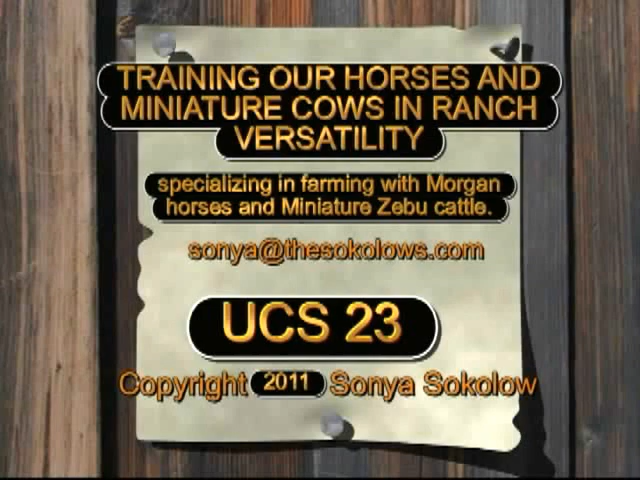 TRAINING OUR HORSES AND
MINIATURE COWS IN RANCH
VERSATILITY
specializing in farming with Morgan
horses and Miniature Zebu cattle.
sonya@thesokolows.com
UCS 23
Copyright 2011 Sonya Sokolow